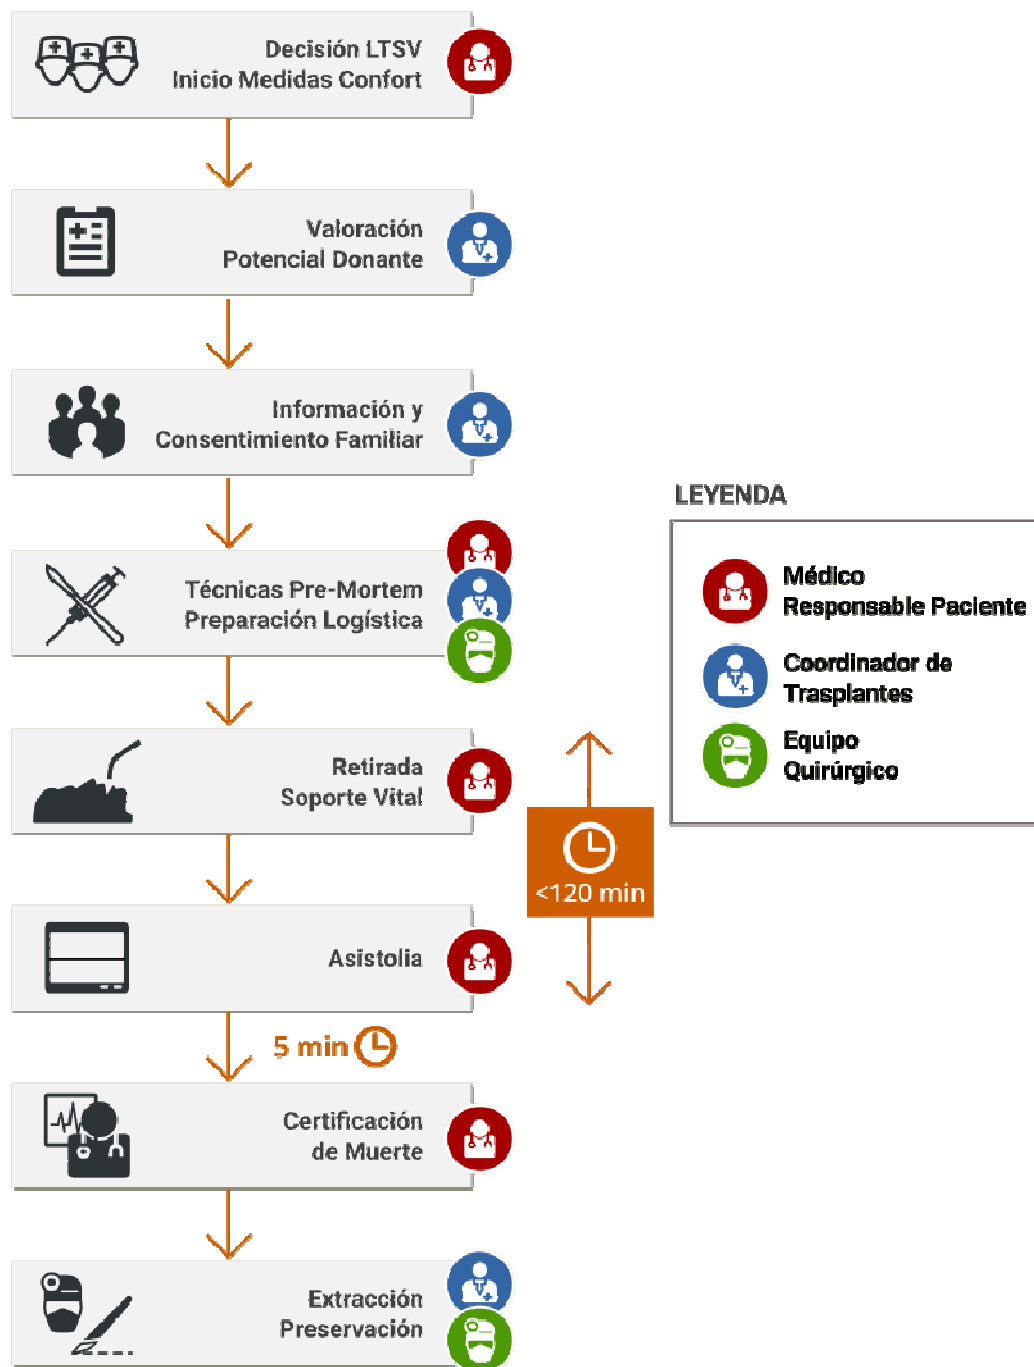 Decisión LTSV
Inicio Medidas Confort
Valoración
Potencial Donante
Información y
Consentimiento Familiar
Técnicas Pre-Mortem
Preparación Logística
Retirada
Soporte Vital
<120 min
Asistolia
5 min
Certificación
de Muerte
Extracción
Preservación
LEYENDA
Médico
Responsable Paciente
Coordinador de
Trasplantes
Equipo
Quirúrgico